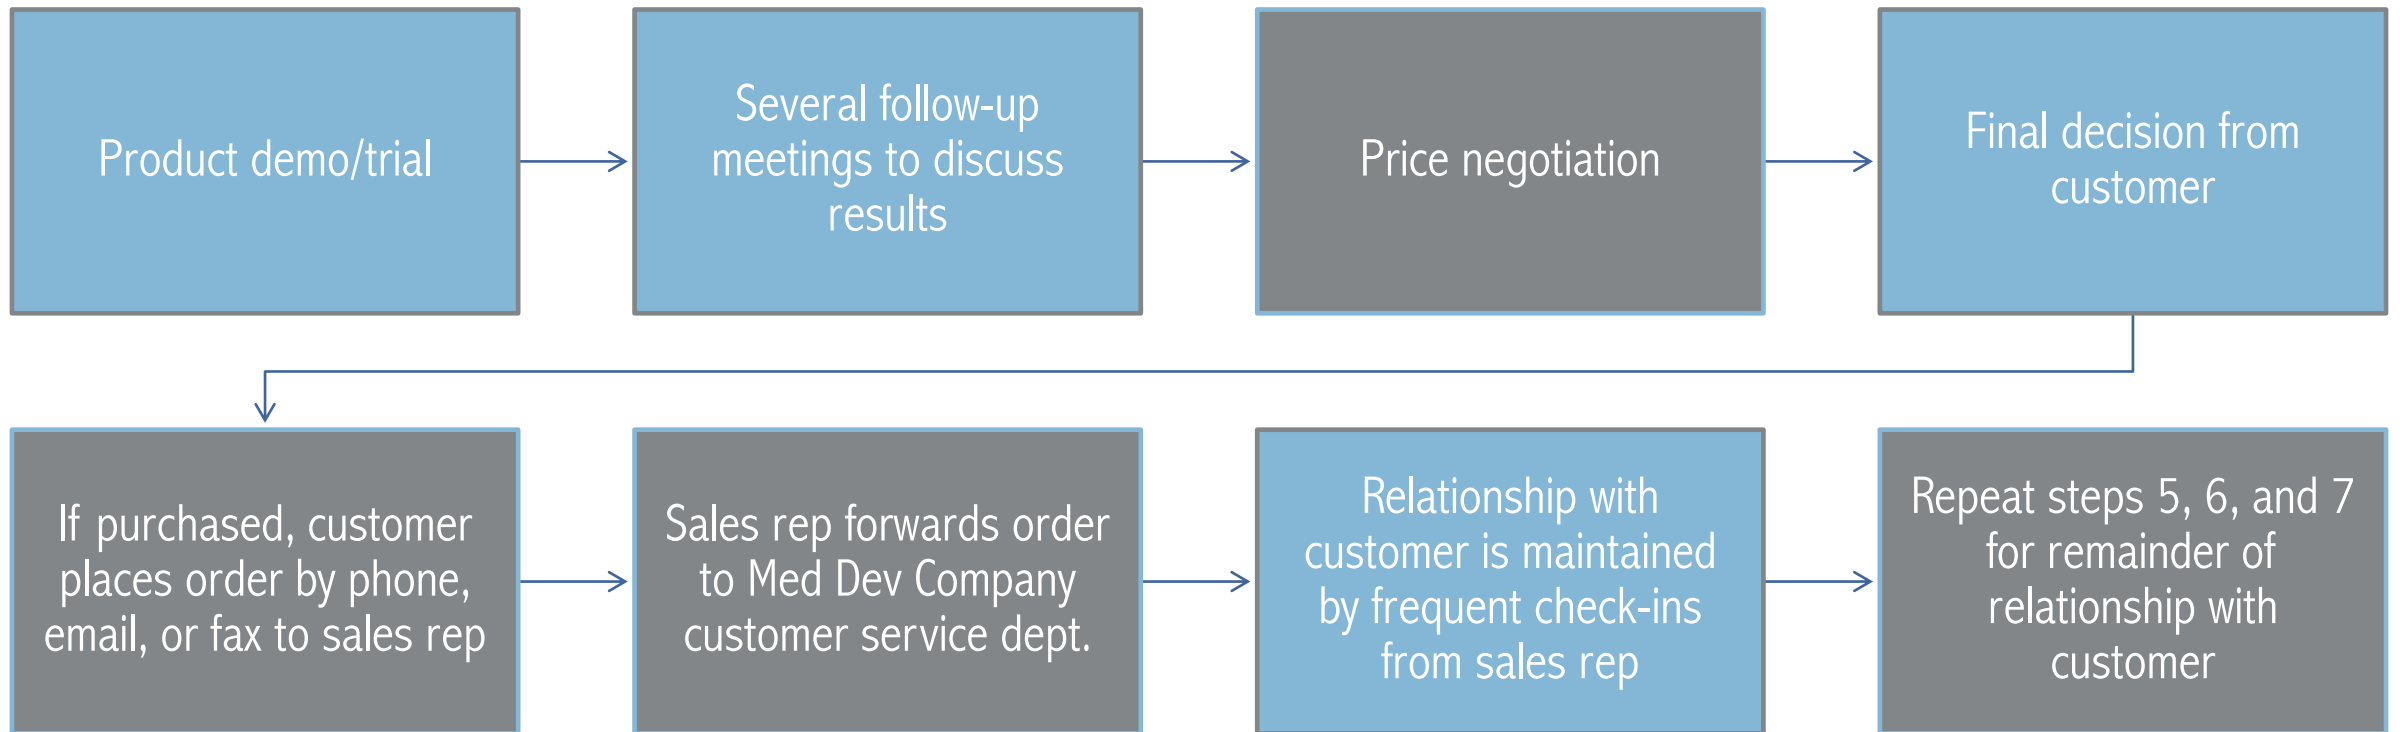 Product demo/trial
Several follow-up
meetings to discuss
results
Price negotiation
Final decision from
customer
If purchased, customer
places order by phone,
email, or fax to sales rep
Sales rep forwards order
to Med Dev Company
customer service dept.
Relationship with
customer is maintained
by frequent check-ins
from sales rep
Repeat steps 5, 6, and 7
for remainder of
relationship with
customer